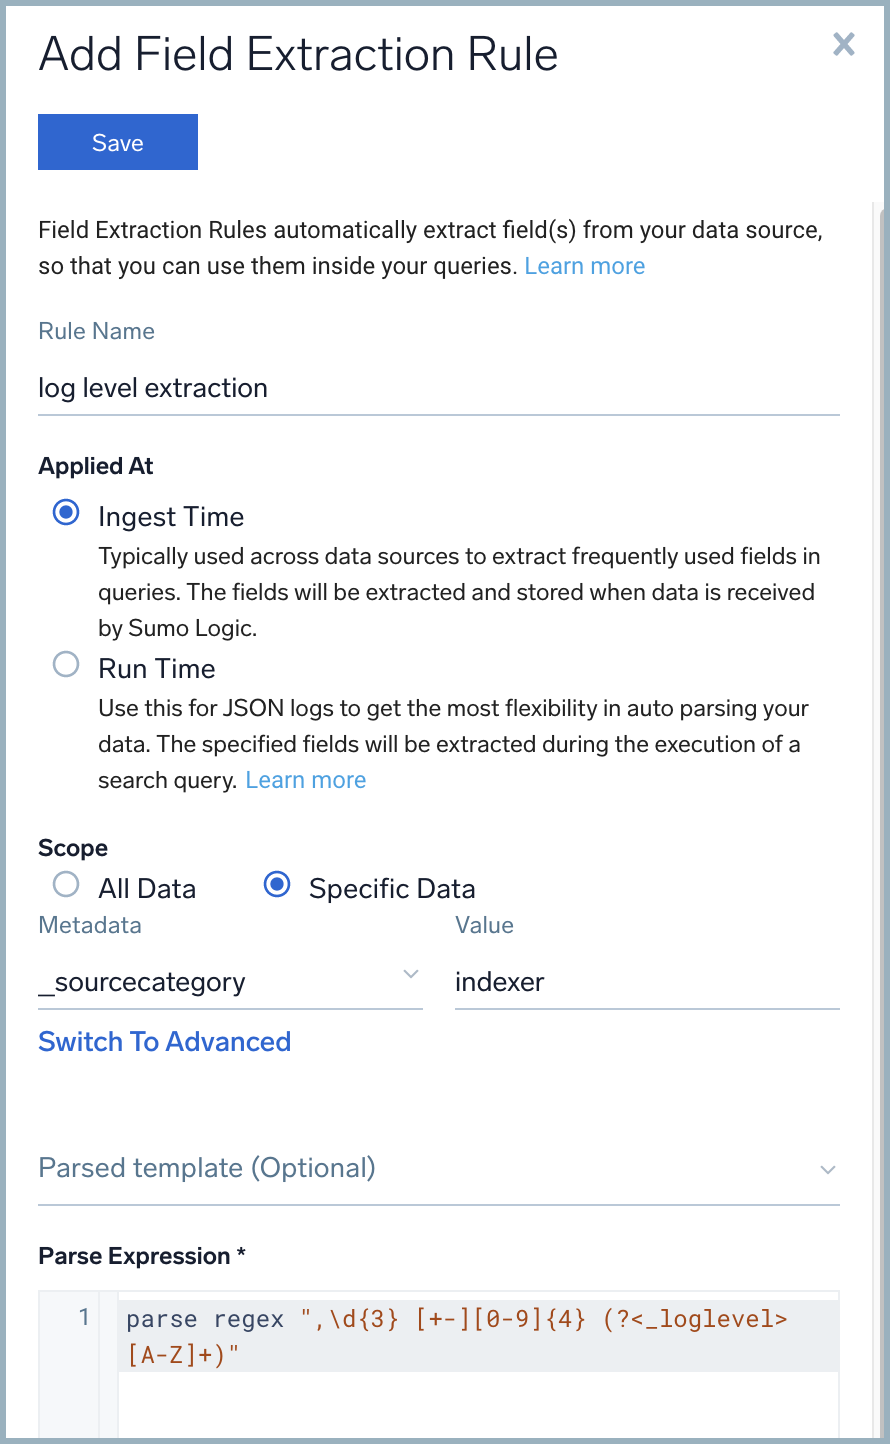 Add Field Extraction Rule
Save
Field Extraction Rules automatically extract field(s) from your data source,
so that you can use them inside your queries. Learn more
Rule Name
log level extraction
Applied At
Ingest Time
Typically used across data sources to extract frequently used fields in
queries. The fields will be extracted and stored when data is received
by Sumo Logic.
Run Time
Use this for JSON logs to get the most flexibility in auto parsing your
data. The specified fields will be extracted during the execution of a
search query. Learn more
Scope
All Data
Specific Data
Metadata
Value
_sourcecategory
indexer
Switch To Advanced
Parsed template (Optional)
Parse Expression *
1 parse regex ",\d{3} [+-][0-9]{4} (?<_loglevel>
[A-Z]+)"